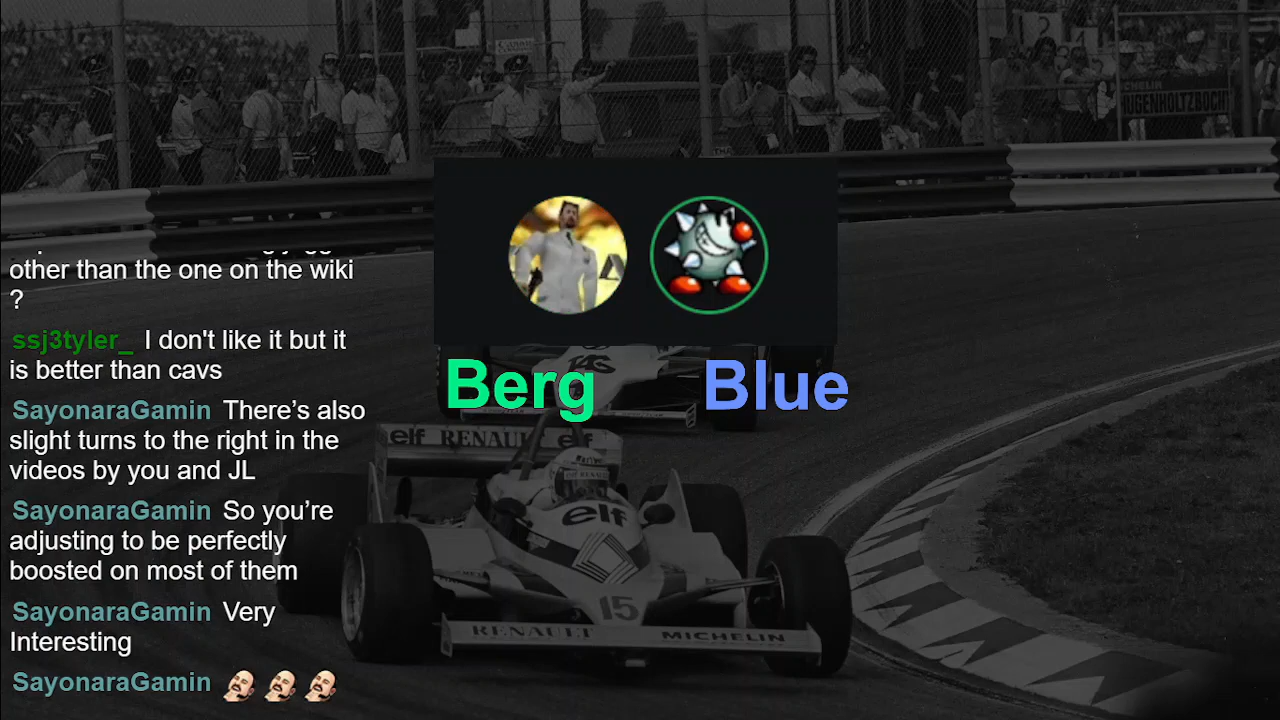 other than the one on the wiki
?
ssj3tyler_ I don't like it but it
is better than cavs
SayonaraGamin There's also
slight turns to the right in the
videos by you and JL
SayonaraGamin So you're
adjusting to be perfectly
boosted on most of them
SayonaraGamin Very
Interesting
SayonaraGamin
Berg Blue
MICHELIN
elf RENAULT elf
elf
15
RENAULT MICHELIN